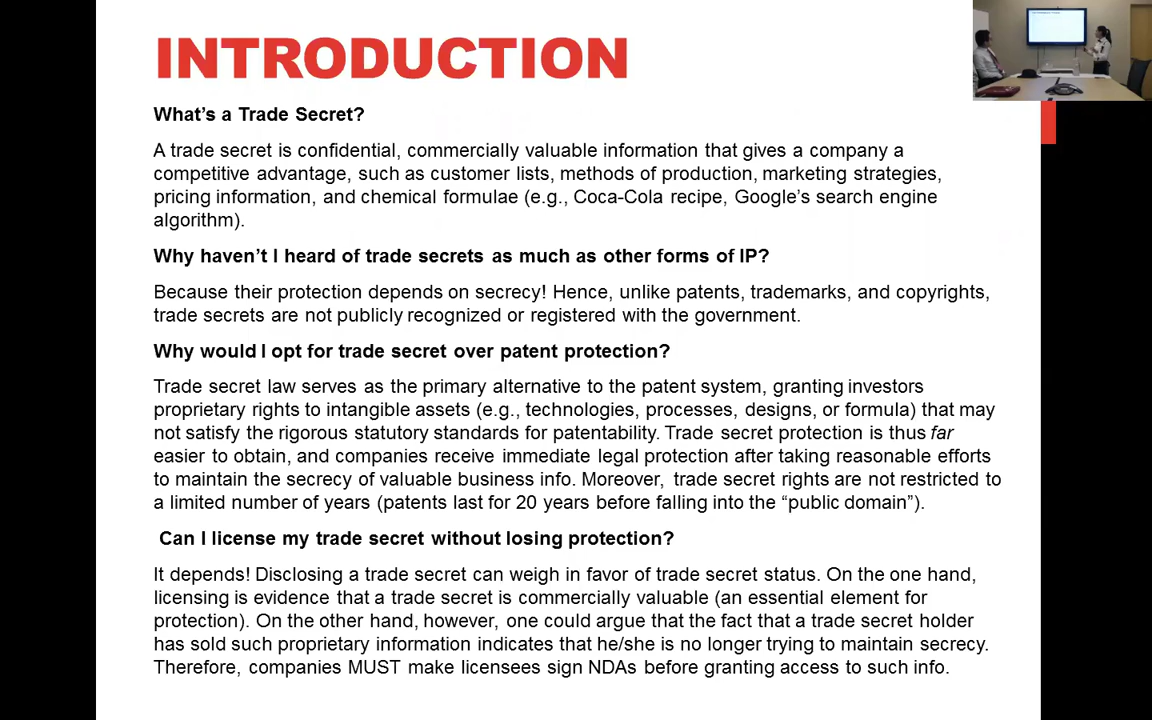 INTRODUCTION
What’s a Trade Secret?
A trade secret is confidential, commercially valuable information that gives a company a
competitive advantage, such as customer lists, methods of production, marketing strategies,
pricing information, and chemical formulae (e.g., Coca-Cola recipe, Google’s search engine
algorithm).
Why haven’t I heard of trade secrets as much as other forms of IP?
Because their protection depends on secrecy! Hence, unlike patents, trademarks, and copyrights,
trade secrets are not publicly recognized or registered with the government.
Why would I opt for trade secret over patent protection?
Trade secret law serves as the primary alternative to the patent system, granting investors
proprietary rights to intangible assets (e.g., technologies, processes, designs, or formula) that may
not satisfy the rigorous statutory standards for patentability. Trade secret protection is thus far
easier to obtain, and companies receive immediate legal protection after taking reasonable efforts
to maintain the secrecy of valuable business info. Moreover, trade secret rights are not restricted to
a limited number of years (patents last for 20 years before falling into the “public domain”).
Can I license my trade secret without losing protection?
It depends! Disclosing a trade secret can weigh in favor of trade secret status. On the one hand,
licensing is evidence that a trade secret is commercially valuable (an essential element for
protection). On the other hand, however, one could argue that the fact that a trade secret holder
has sold such proprietary information indicates that he/she is no longer trying to maintain secrecy.
Therefore, companies MUST make licensees sign NDAs before granting access to such info.